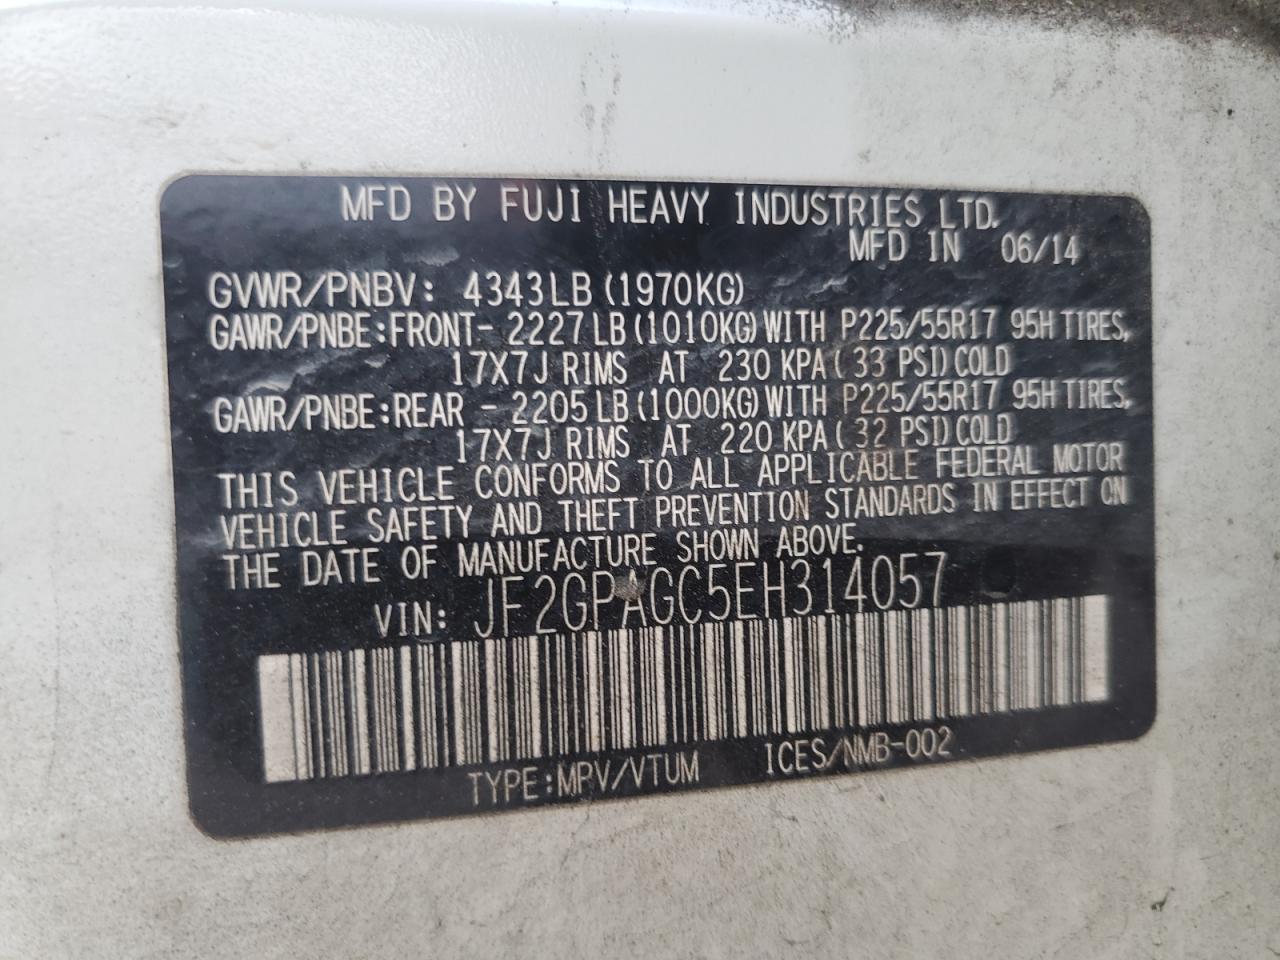 MFD BY FUJI HEAVY INDUSTRIES LTD.
MFD IN 06/14
GVWR/PNBV: 4343LB (1970KG)
GAWR/PNBE:FRONT- 2227 LB (1010KG) WITH P225/55R17 95H TIRES,
17X7J RIMS AT 230 KPA (33 PSI) COLD
GAWR/PNBE:REAR - 2205 LB (1000KG) WITH P225/55R17 95H TIRES,
17X7J RIMS AT 220 KPA (32 PSI) COLD
THIS VEHICLE CONFORMS TO ALL APPLICABLE FEDERAL MOTOR
VEHICLE SAFETY AND THEFT PREVENTION STANDARDS IN EFFECT ON
THE DATE OF MANUFACTURE SHOWN ABOVE.
VIN: JF2GPAGC5EH314057
TYPE:MPV/VTUM ICES/NMB-002